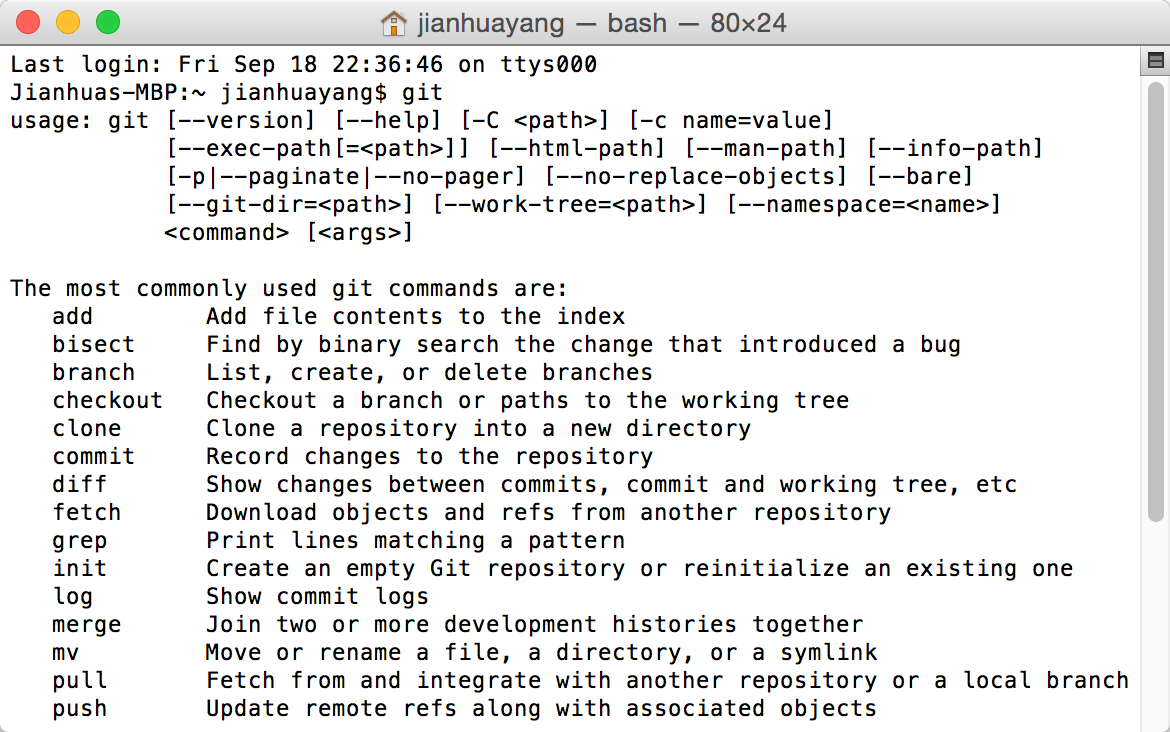 jianhuayang — bash — 80×24
Last login: Fri Sep 18 22:36:46 on ttys000
Jianhuas-MBP:~ jianhuayang$ git
usage: git [--version] [--help] [-C <path>] [-c name=value]
           [--exec-path[=<path>]] [--html-path] [--man-path] [--info-path]
           [-p|--paginate|--no-pager] [--no-replace-objects] [--bare]
           [--git-dir=<path>] [--work-tree=<path>] [--namespace=<name>]
           <command> [<args>]

The most commonly used git commands are:
   add        Add file contents to the index
   bisect     Find by binary search the change that introduced a bug
   branch     List, create, or delete branches
   checkout   Checkout a branch or paths to the working tree
   clone      Clone a repository into a new directory
   commit     Record changes to the repository
   diff       Show changes between commits, commit and working tree, etc
   fetch      Download objects and refs from another repository
   grep       Print lines matching a pattern
   init       Create an empty Git repository or reinitialize an existing one
   log        Show commit logs
   merge      Join two or more development histories together
   mv         Move or rename a file, a directory, or a symlink
   pull       Fetch from and integrate with another repository or a local branch
   push       Update remote refs along with associated objects